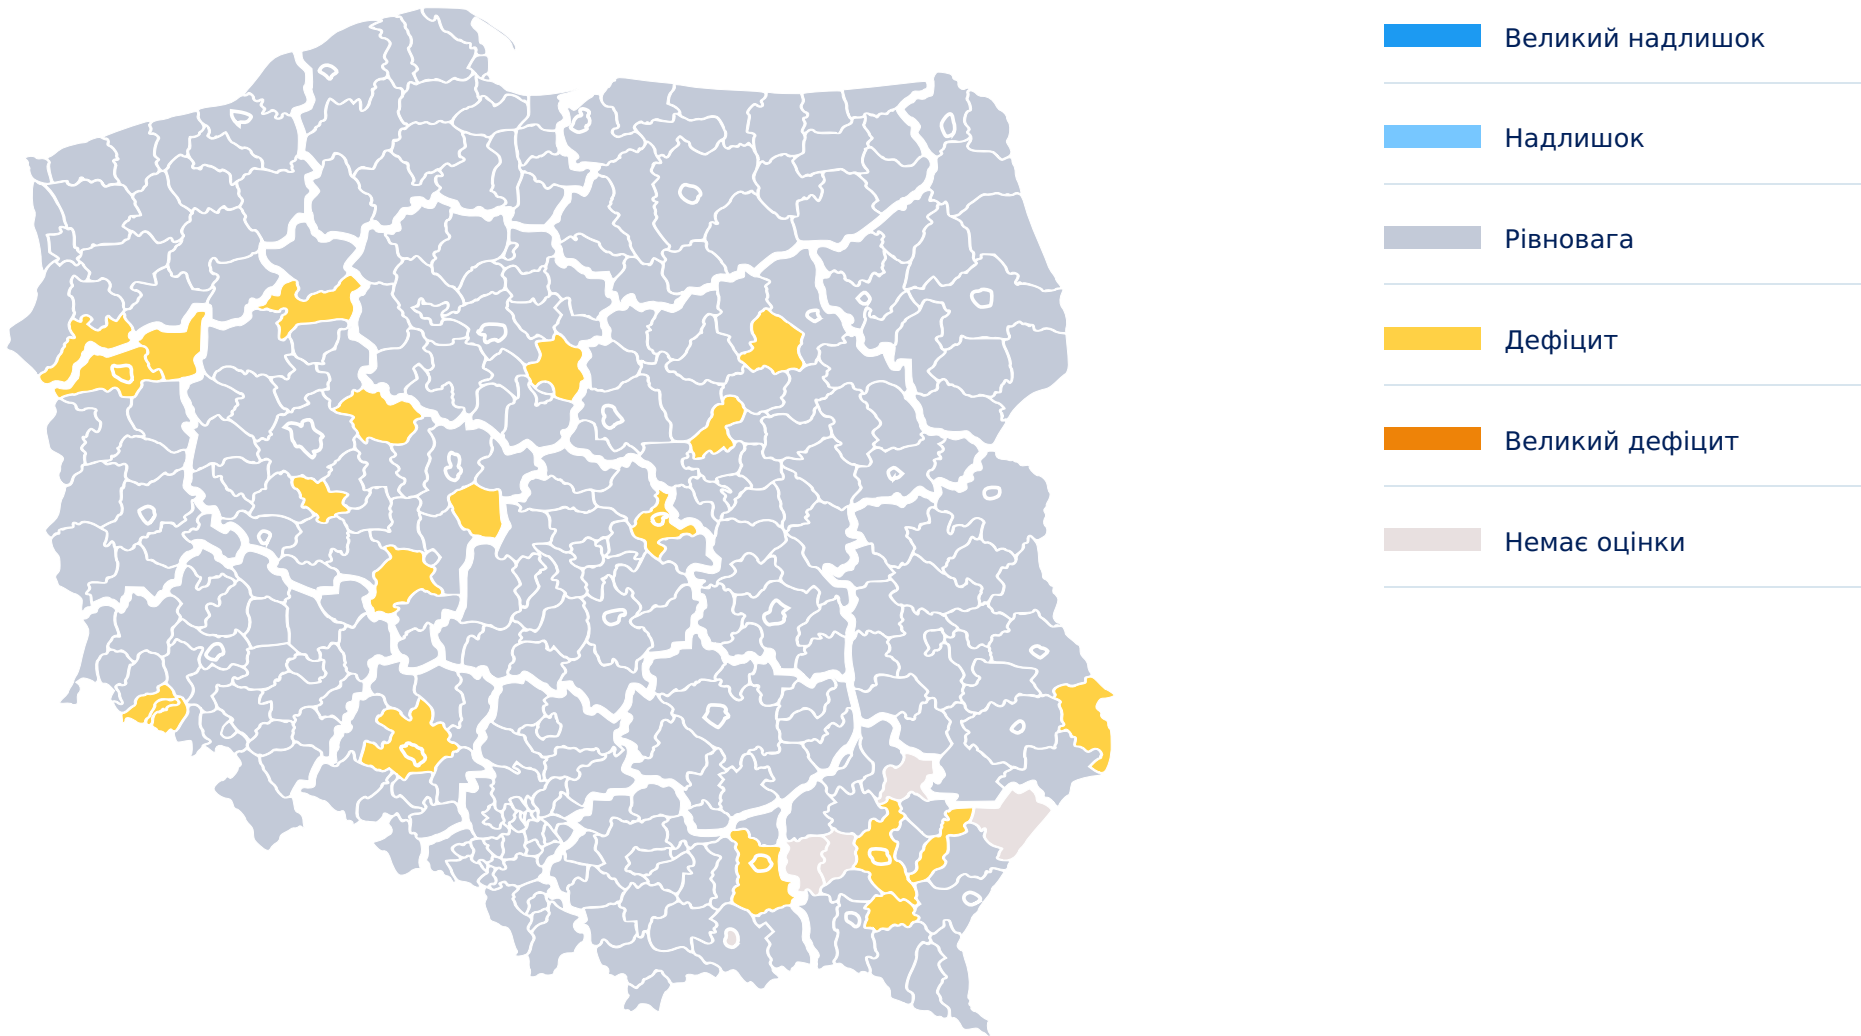 Великий надлишок
Надлишок
Рівновага
Дефіцит
Великий дефіцит
Немає оцінки